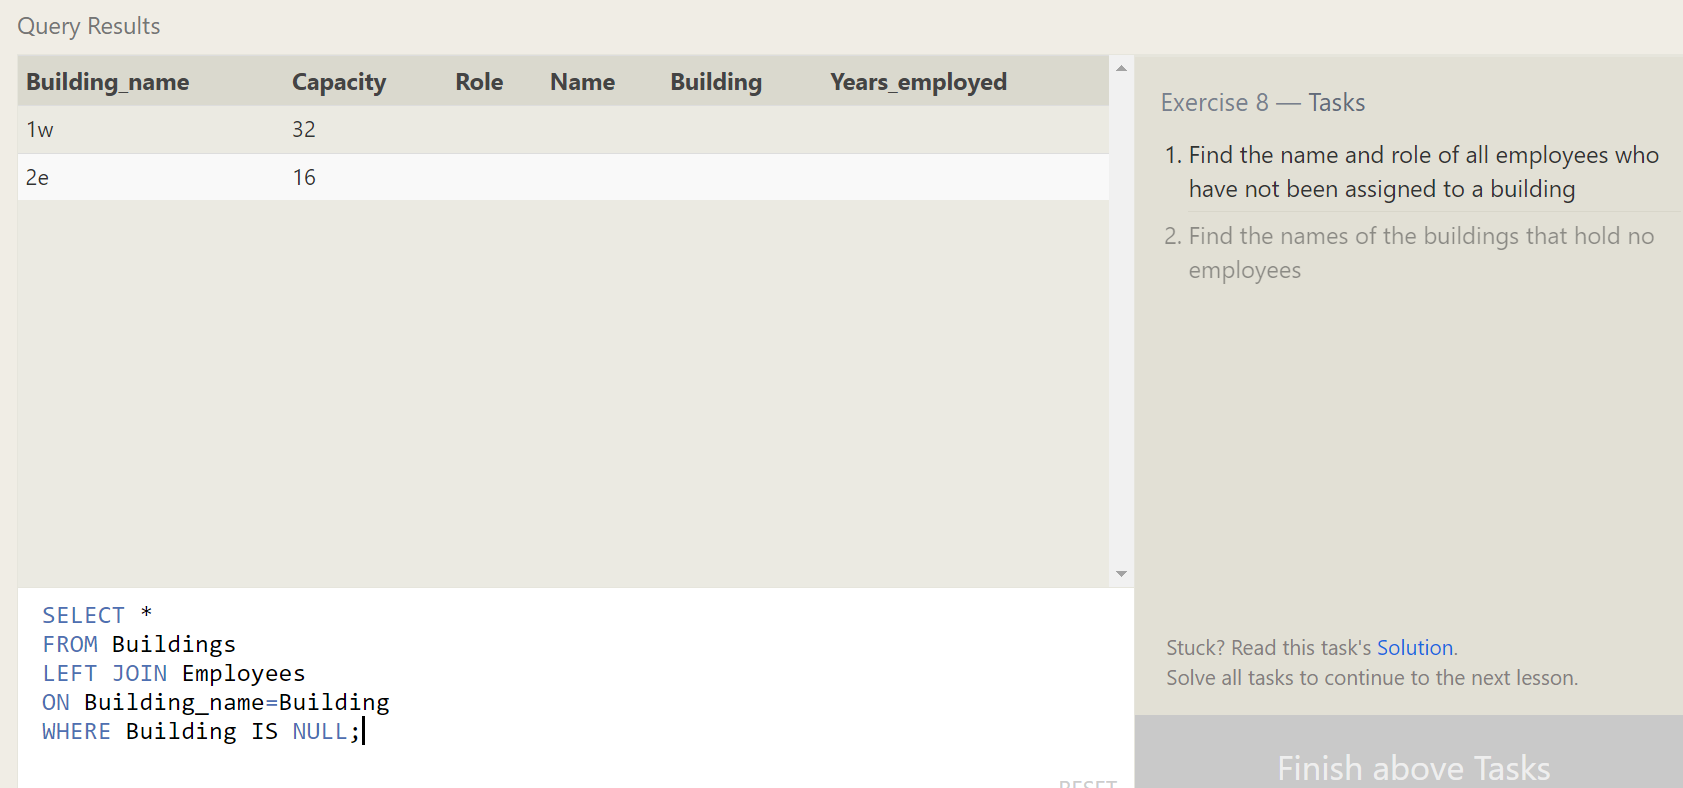 Query Results
Building_name Capacity Role Name Building Years_employed
1w 32
2e 16
SELECT *
FROM Buildings
LEFT JOIN Employees
ON Building_name=Building
WHERE Building IS NULL;
RESET
Exercise 8 — Tasks
1. Find the name and role of all employees who
have not been assigned to a building
2. Find the names of the buildings that hold no
employees
Stuck? Read this task's Solution.
Solve all tasks to continue to the next lesson.
Finish above Tasks